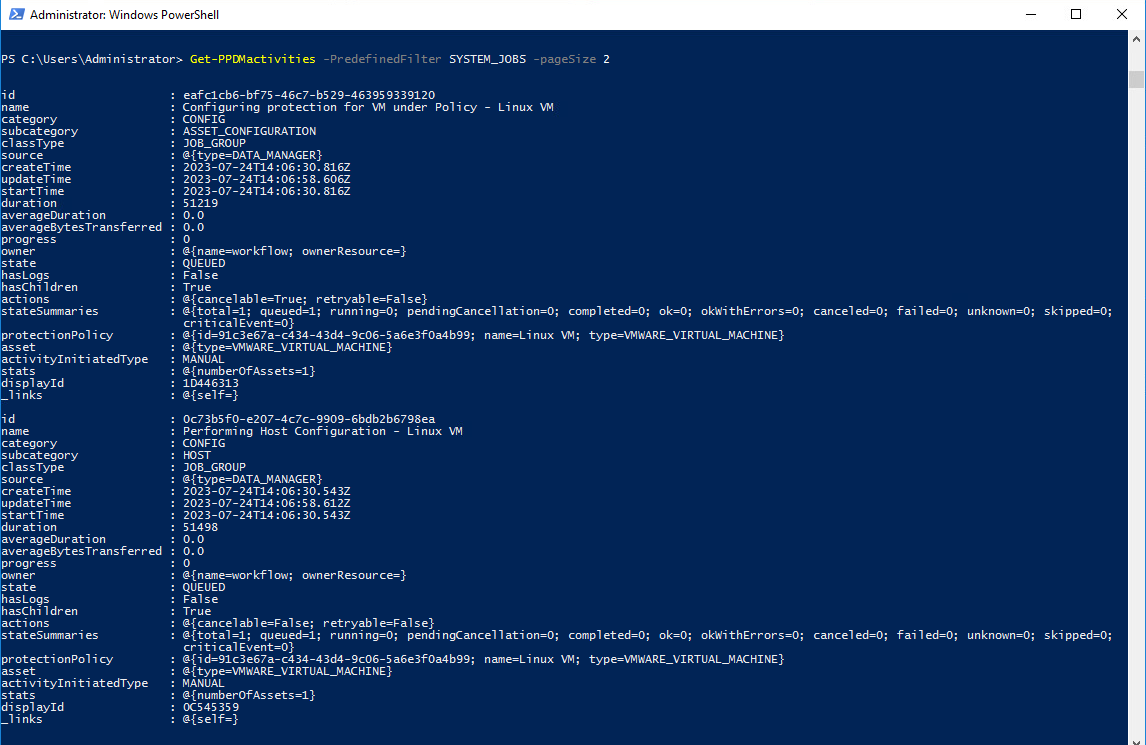 Administrator: Windows PowerShell
PS C:\Users\Administrator> Get-PPDMactivities -PredefinedFilter SYSTEM_JOBS -pageSize 2
id : eafc1cb6-bf75-46c7-b529-463959339120
name : Configuring protection for VM under Policy - Linux VM
category : CONFIG
subcategory : ASSET_CONFIGURATION
classType : JOB_GROUP
source : @{type=DATA_MANAGER}
createTime : 2023-07-24T14:06:30.816Z
updateTime : 2023-07-24T14:06:58.606Z
startTime : 2023-07-24T14:06:30.816Z
duration : 51219
averageDuration : 0.0
averageBytesTransferred : 0.0
progress : 0
owner : @{name=workflow; ownerResource=}
state : QUEUED
hasLogs : False
hasChildren : True
actions : @{cancelable=True; retryable=False}
stateSummaries : @{total=1; queued=1; running=0; pendingCancellation=0; completed=0; ok=0; okWithErrors=0; canceled=0; failed=0; unknown=0; skipped=0;
criticalEvent=0}
protectionPolicy : @{id=91c3e67a-c434-43d4-9c06-5a6e3f0a4b99; name=Linux VM; type=VMWARE_VIRTUAL_MACHINE}
asset : @{type=VMWARE_VIRTUAL_MACHINE}
activityInitiatedType : MANUAL
stats : @{numberOfAssets=1}
displayId : 1D446313
_links : @{self=}
id : 0c73b5f0-e207-4c7c-9909-6bdb2b6798ea
name : Performing Host Configuration - Linux VM
category : CONFIG
subcategory : HOST
classType : JOB_GROUP
source : @{type=DATA_MANAGER}
createTime : 2023-07-24T14:06:30.543Z
updateTime : 2023-07-24T14:06:58.612Z
startTime : 2023-07-24T14:06:30.543Z
duration : 51498
averageDuration : 0.0
averageBytesTransferred : 0.0
progress : 0
owner : @{name=workflow; ownerResource=}
state : QUEUED
hasLogs : False
hasChildren : True
actions : @{cancelable=False; retryable=False}
stateSummaries : @{total=1; queued=1; running=0; pendingCancellation=0; completed=0; ok=0; okWithErrors=0; canceled=0; failed=0; unknown=0; skipped=0;
criticalEvent=0}
protectionPolicy : @{id=91c3e67a-c434-43d4-9c06-5a6e3f0a4b99; name=Linux VM; type=VMWARE_VIRTUAL_MACHINE}
asset : @{type=VMWARE_VIRTUAL_MACHINE}
activityInitiatedType : MANUAL
stats : @{numberOfAssets=1}
displayId : 0C545359
_links : @{self=}